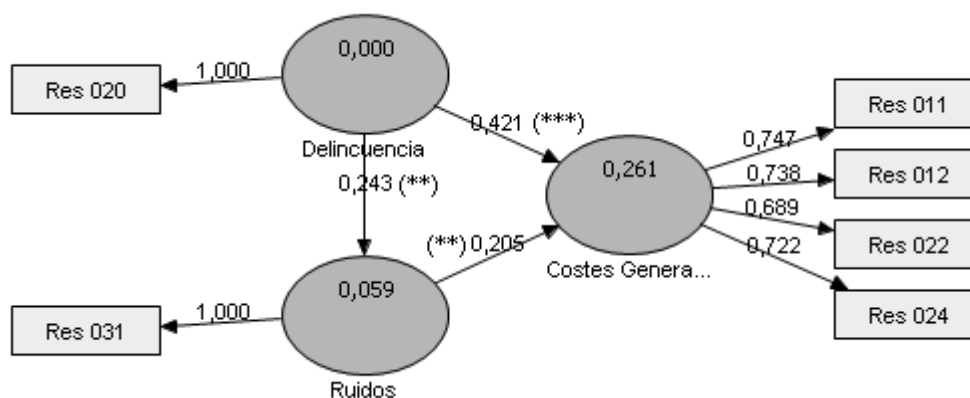 0,000
Res 020
1,000
Delincuencia
0,421 (***)
0,243 (**)
0,261
Costes Genera...
(**) 0,205
0,059
Ruidos
Res 031
1,000
0,747
Res 011
0,738
Res 012
0,689
Res 022
0,722
Res 024